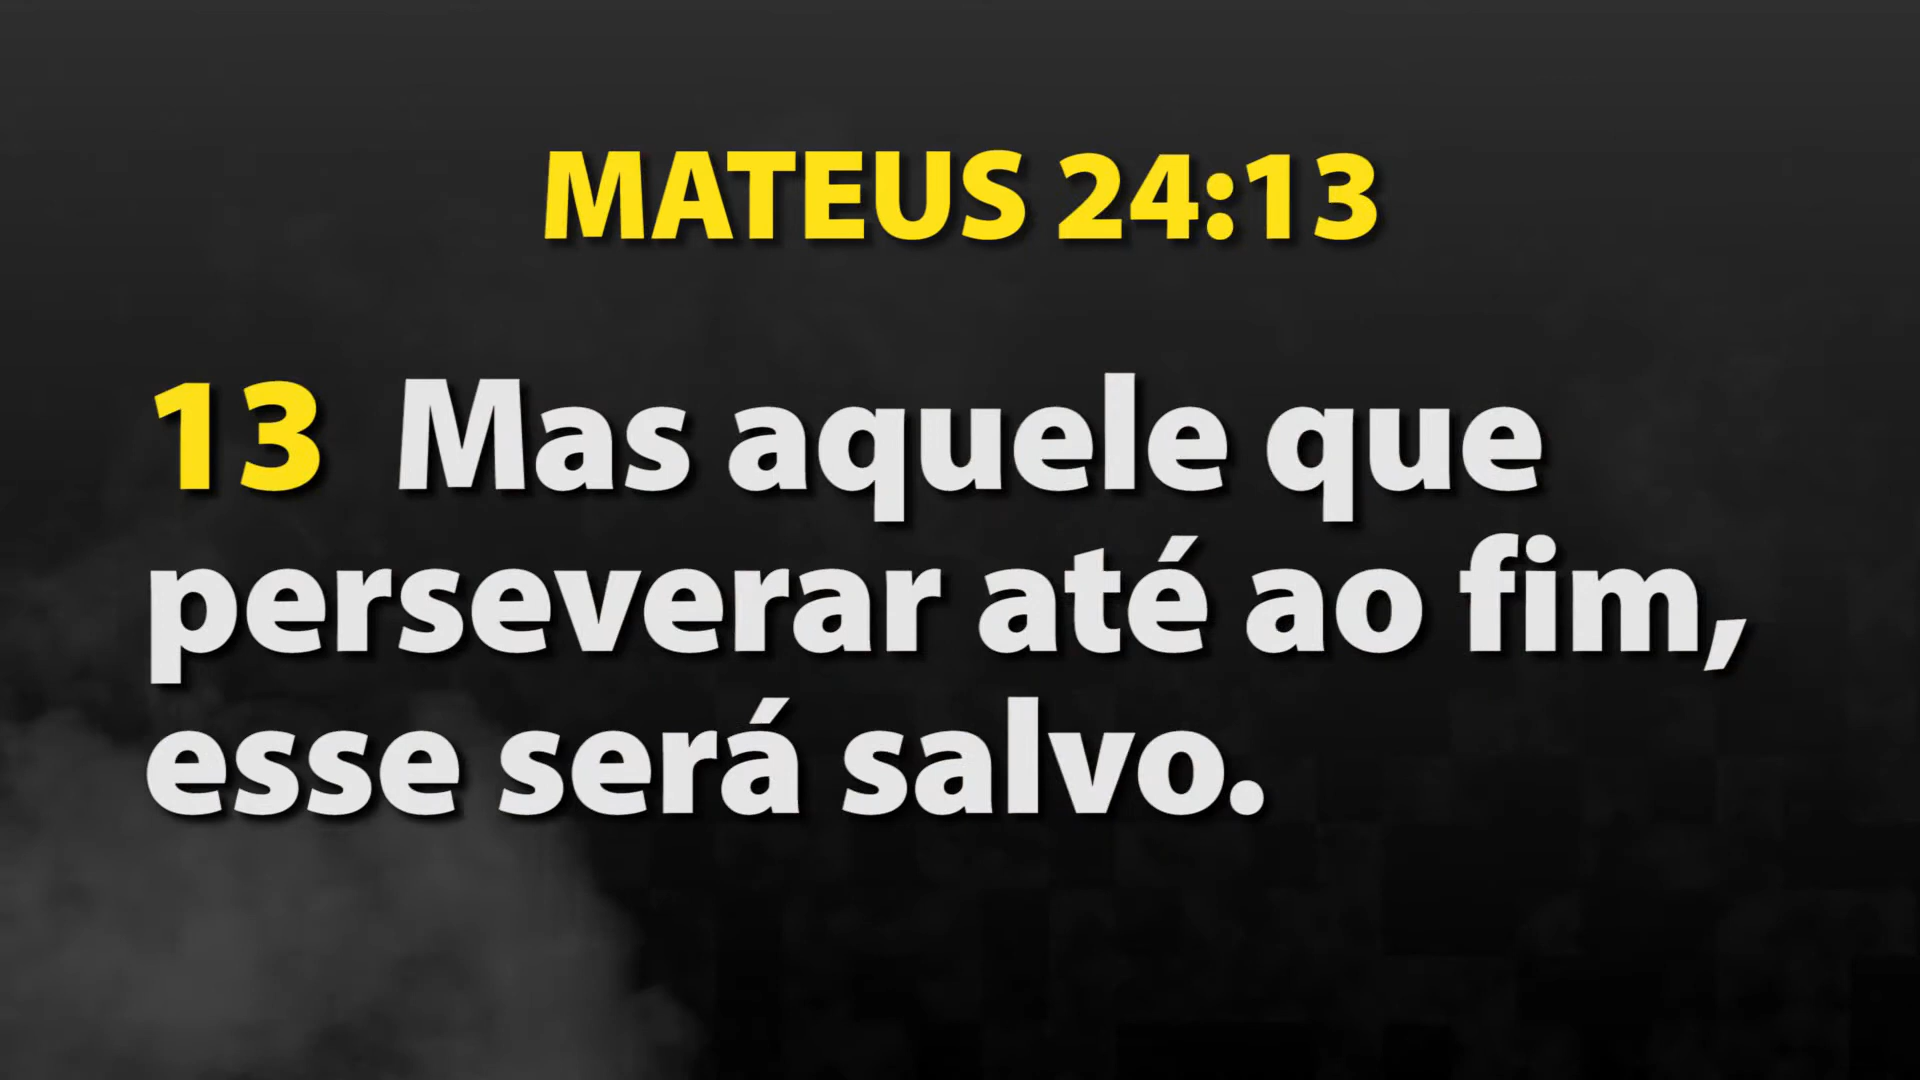 MATEUS 24:13
13 Mas aquele que
perseverar até ao fim,
esse será salvo.